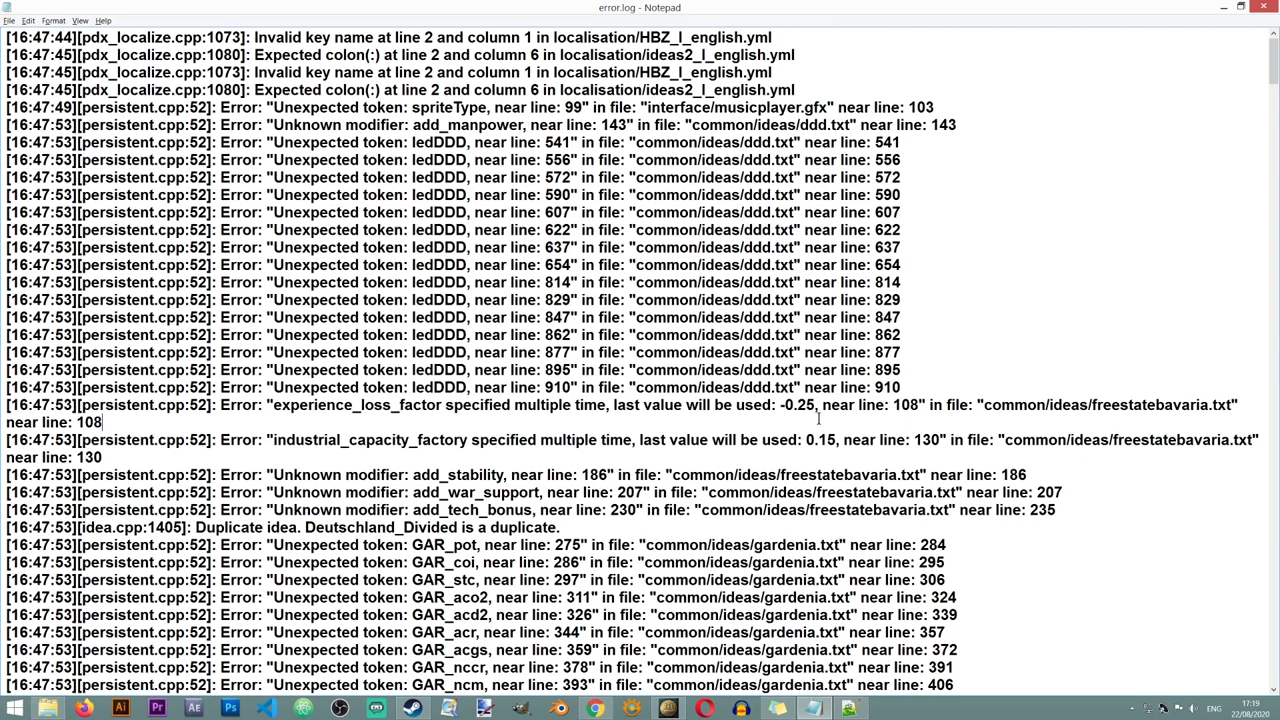 error.log - Notepad
File Edit Format View Help
[16:47:44][pdx_localize.cpp:1073]: Invalid key name at line 2 and column 1 in localisation/HBZ_l_english.yml
[16:47:45][pdx_localize.cpp:1080]: Expected colon(:) at line 2 and column 6 in localisation/ideas2_l_english.yml
[16:47:45][pdx_localize.cpp:1073]: Invalid key name at line 2 and column 1 in localisation/HBZ_l_english.yml
[16:47:45][pdx_localize.cpp:1080]: Expected colon(:) at line 2 and column 6 in localisation/ideas2_l_english.yml
[16:47:49][persistent.cpp:52]: Error: "Unexpected token: spriteType, near line: 99" in file: "interface/musicplayer.gfx" near line: 103
[16:47:53][persistent.cpp:52]: Error: "Unknown modifier: add_manpower, near line: 143" in file: "common/ideas/ddd.txt" near line: 143
[16:47:53][persistent.cpp:52]: Error: "Unexpected token: ledDDD, near line: 541" in file: "common/ideas/ddd.txt" near line: 541
[16:47:53][persistent.cpp:52]: Error: "Unexpected token: ledDDD, near line: 556" in file: "common/ideas/ddd.txt" near line: 556
[16:47:53][persistent.cpp:52]: Error: "Unexpected token: ledDDD, near line: 572" in file: "common/ideas/ddd.txt" near line: 572
[16:47:53][persistent.cpp:52]: Error: "Unexpected token: ledDDD, near line: 590" in file: "common/ideas/ddd.txt" near line: 590
[16:47:53][persistent.cpp:52]: Error: "Unexpected token: ledDDD, near line: 607" in file: "common/ideas/ddd.txt" near line: 607
[16:47:53][persistent.cpp:52]: Error: "Unexpected token: ledDDD, near line: 622" in file: "common/ideas/ddd.txt" near line: 622
[16:47:53][persistent.cpp:52]: Error: "Unexpected token: ledDDD, near line: 637" in file: "common/ideas/ddd.txt" near line: 637
[16:47:53][persistent.cpp:52]: Error: "Unexpected token: ledDDD, near line: 654" in file: "common/ideas/ddd.txt" near line: 654
[16:47:53][persistent.cpp:52]: Error: "Unexpected token: ledDDD, near line: 814" in file: "common/ideas/ddd.txt" near line: 814
[16:47:53][persistent.cpp:52]: Error: "Unexpected token: ledDDD, near line: 829" in file: "common/ideas/ddd.txt" near line: 829
[16:47:53][persistent.cpp:52]: Error: "Unexpected token: ledDDD, near line: 847" in file: "common/ideas/ddd.txt" near line: 847
[16:47:53][persistent.cpp:52]: Error: "Unexpected token: ledDDD, near line: 862" in file: "common/ideas/ddd.txt" near line: 862
[16:47:53][persistent.cpp:52]: Error: "Unexpected token: ledDDD, near line: 877" in file: "common/ideas/ddd.txt" near line: 877
[16:47:53][persistent.cpp:52]: Error: "Unexpected token: ledDDD, near line: 895" in file: "common/ideas/ddd.txt" near line: 895
[16:47:53][persistent.cpp:52]: Error: "Unexpected token: ledDDD, near line: 910" in file: "common/ideas/ddd.txt" near line: 910
[16:47:53][persistent.cpp:52]: Error: "experience_loss_factor specified multiple time, last value will be used: -0.25, near line: 108" in file: "common/ideas/freestatebavaria.txt"
near line: 108
[16:47:53][persistent.cpp:52]: Error: "industrial_capacity_factory specified multiple time, last value will be used: 0.15, near line: 130" in file: "common/ideas/freestatebavaria.txt"
near line: 130
[16:47:53][persistent.cpp:52]: Error: "Unknown modifier: add_stability, near line: 186" in file: "common/ideas/freestatebavaria.txt" near line: 186
[16:47:53][persistent.cpp:52]: Error: "Unknown modifier: add_war_support, near line: 207" in file: "common/ideas/freestatebavaria.txt" near line: 207
[16:47:53][persistent.cpp:52]: Error: "Unknown modifier: add_tech_bonus, near line: 230" in file: "common/ideas/freestatebavaria.txt" near line: 235
[16:47:53][idea.cpp:1405]: Duplicate idea. Deutschland_Divided is a duplicate.
[16:47:53][persistent.cpp:52]: Error: "Unexpected token: GAR_pot, near line: 275" in file: "common/ideas/gardenia.txt" near line: 284
[16:47:53][persistent.cpp:52]: Error: "Unexpected token: GAR_coi, near line: 286" in file: "common/ideas/gardenia.txt" near line: 295
[16:47:53][persistent.cpp:52]: Error: "Unexpected token: GAR_stc, near line: 297" in file: "common/ideas/gardenia.txt" near line: 306
[16:47:53][persistent.cpp:52]: Error: "Unexpected token: GAR_aco2, near line: 311" in file: "common/ideas/gardenia.txt" near line: 324
[16:47:53][persistent.cpp:52]: Error: "Unexpected token: GAR_acd2, near line: 326" in file: "common/ideas/gardenia.txt" near line: 339
[16:47:53][persistent.cpp:52]: Error: "Unexpected token: GAR_acr, near line: 344" in file: "common/ideas/gardenia.txt" near line: 357
[16:47:53][persistent.cpp:52]: Error: "Unexpected token: GAR_acgs, near line: 359" in file: "common/ideas/gardenia.txt" near line: 372
[16:47:53][persistent.cpp:52]: Error: "Unexpected token: GAR_nccr, near line: 378" in file: "common/ideas/gardenia.txt" near line: 391
[16:47:53][persistent.cpp:52]: Error: "Unexpected token: GAR_ncm, near line: 393" in file: "common/ideas/gardenia.txt" near line: 406
Ai Pr Ae Ps
ENG
17:19
22/08/2020